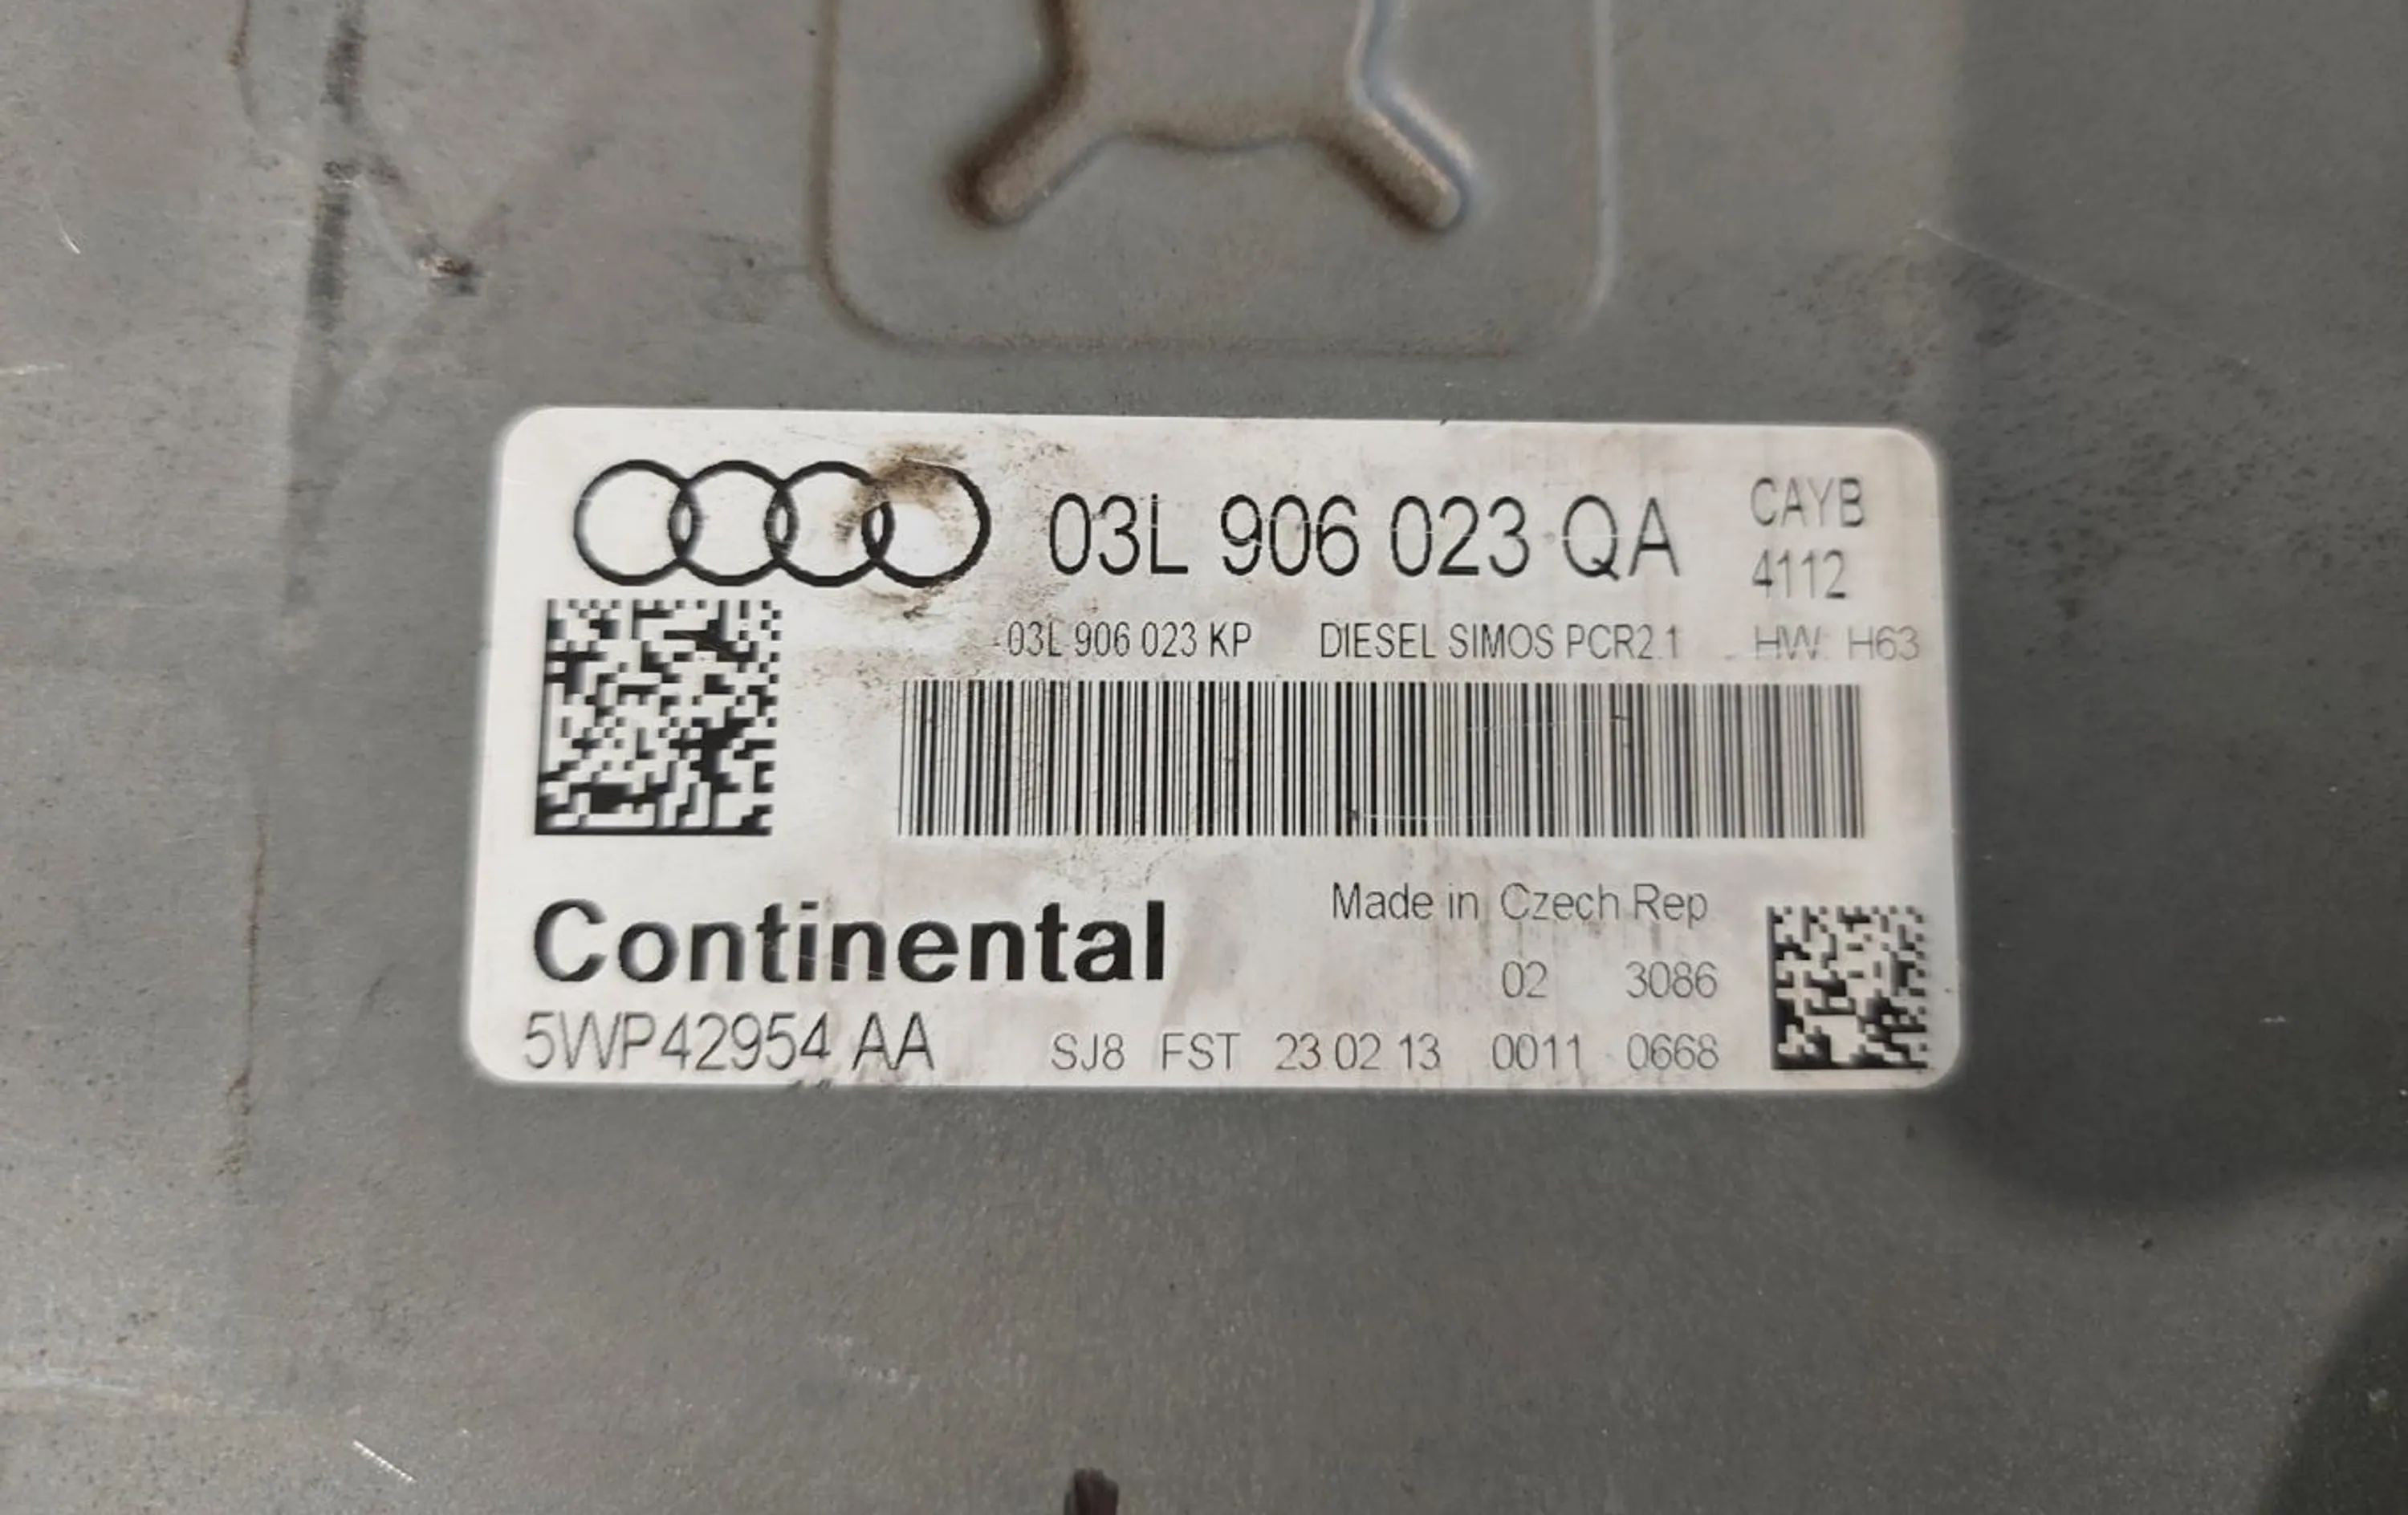 03L 906 023 QA CAYB
4112
03L 906 023 KP DIESEL SIMOS PCR2.1 HW: H63
Continental Made in Czech Rep
02 3086
5WP42954 AA SJ8 FST 23 02 13 0011 0668